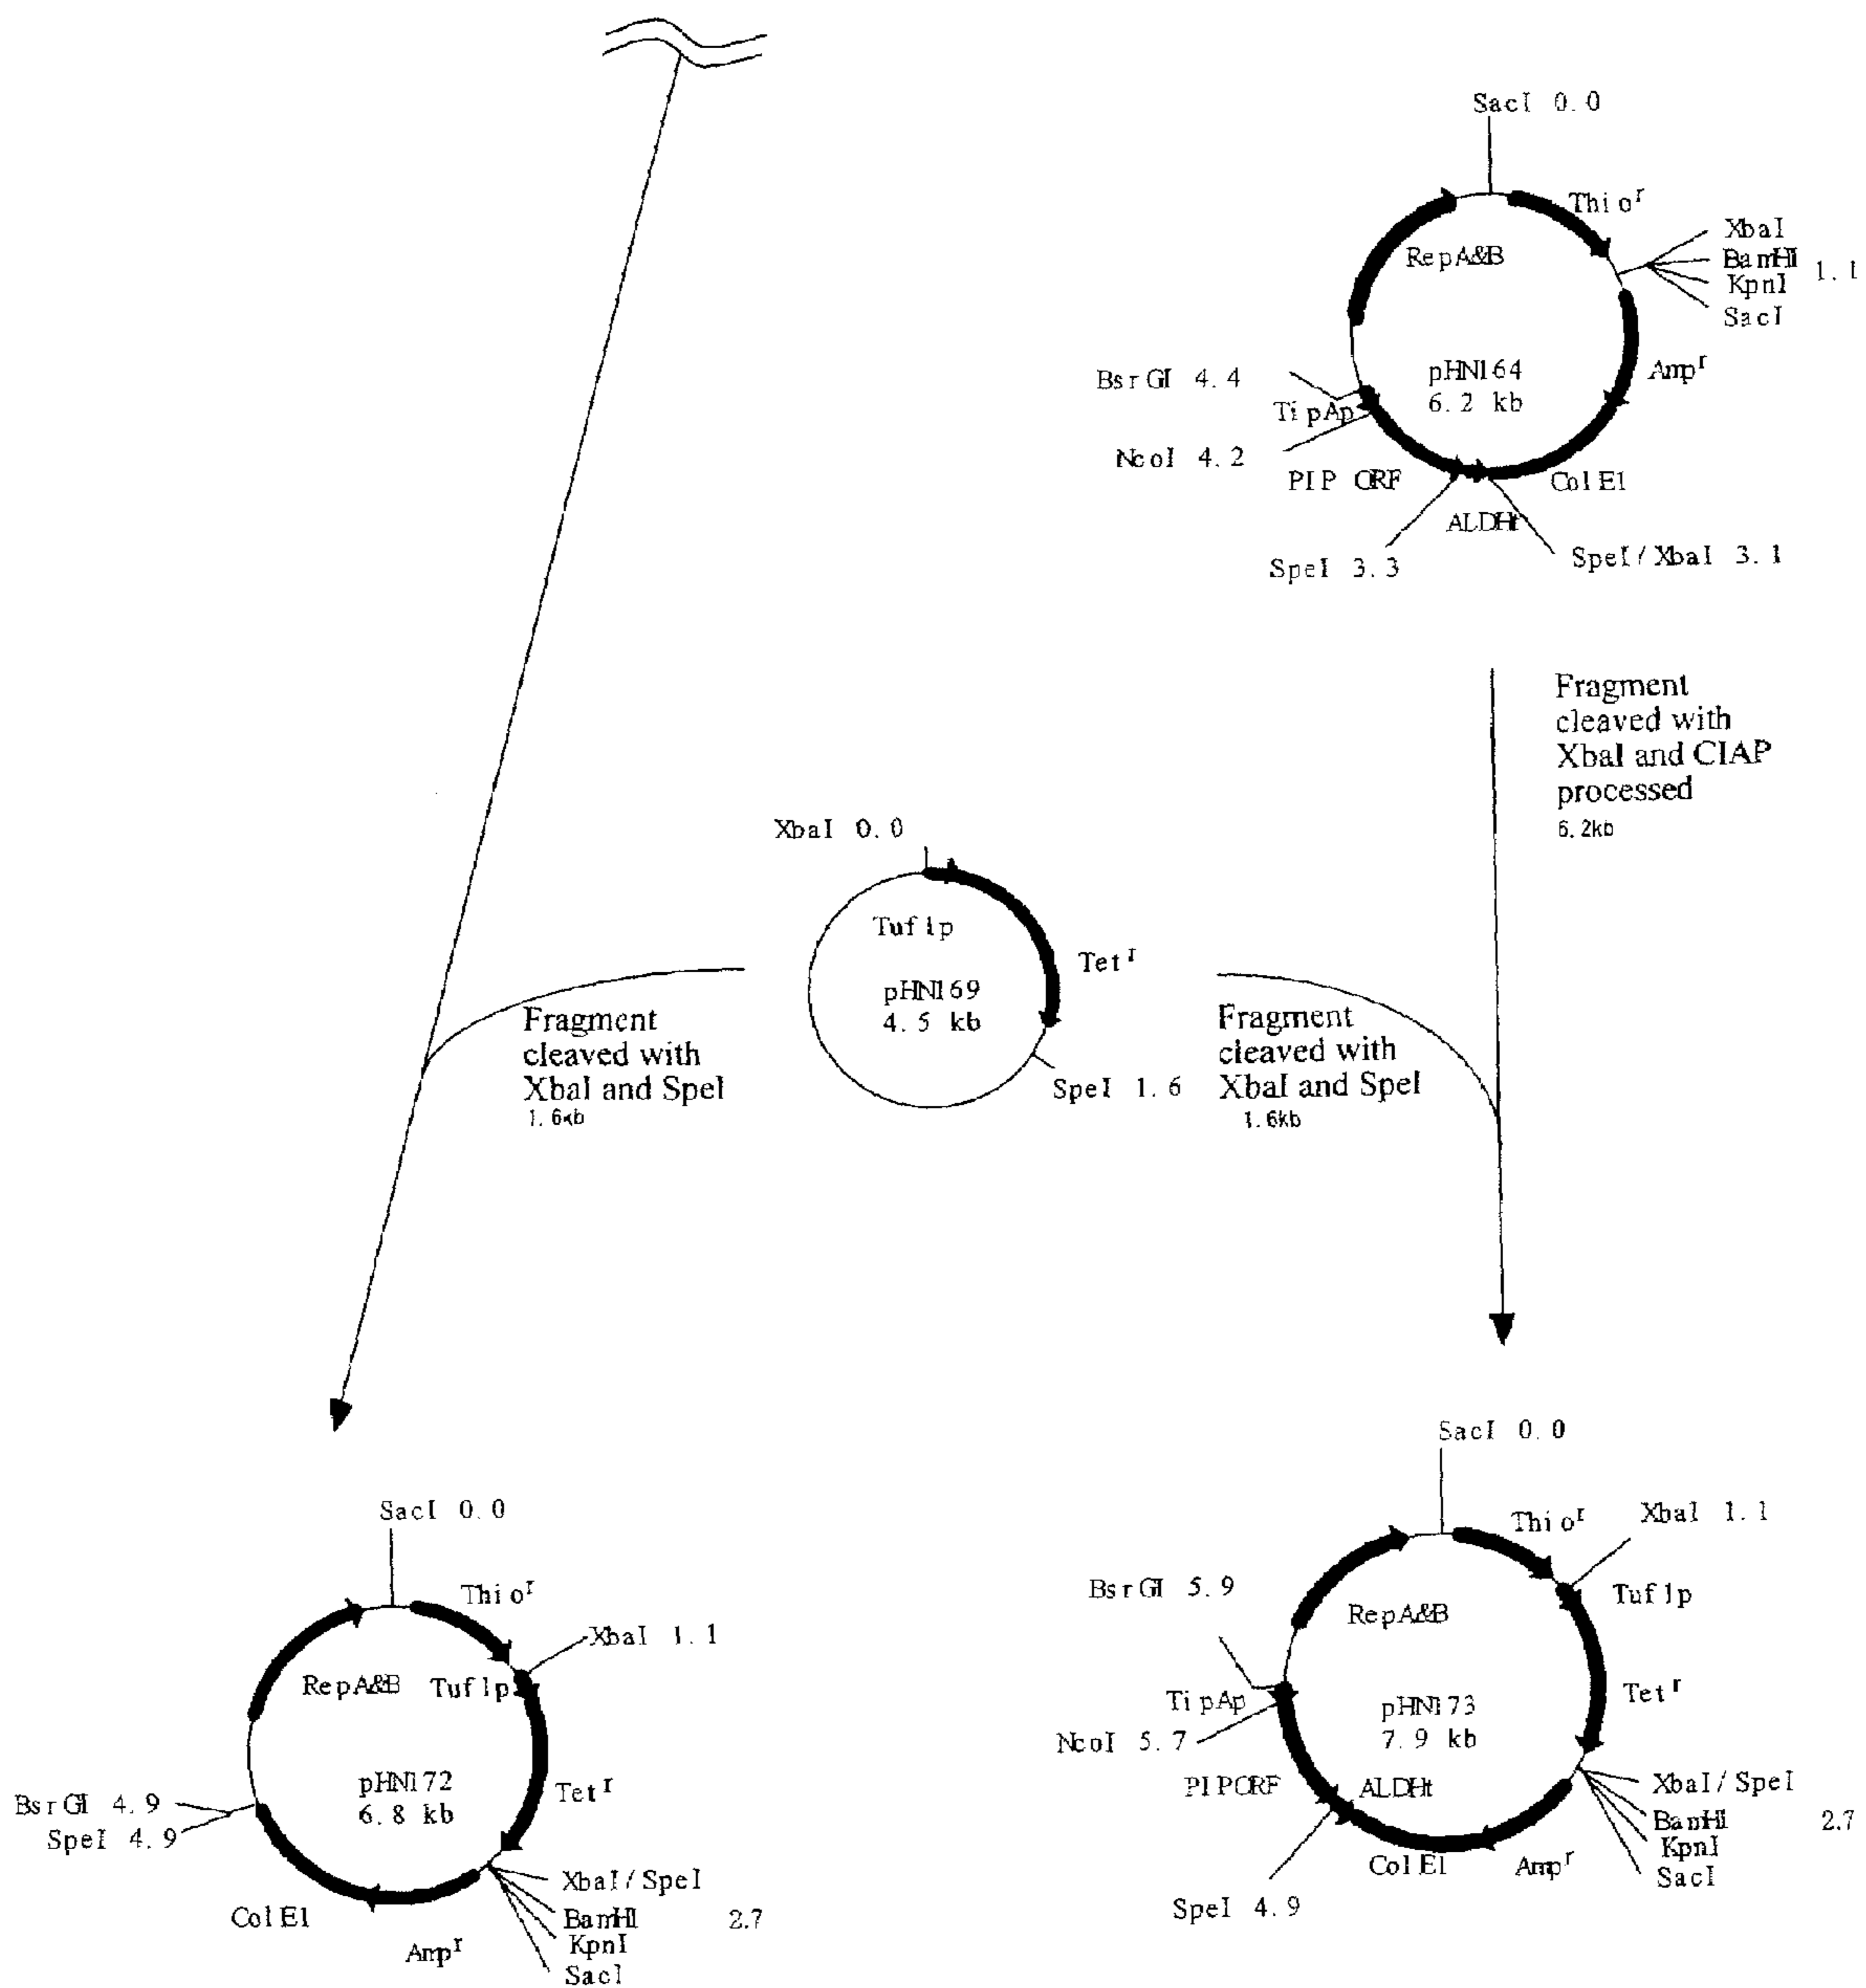 SacI 0.0
Thio^r
XbaI
BamHI
KpnI
SacI
1.1
RepA&B
pHN164
6.2 kb
Amp^r
BsrGI 4.4
TipAp
NcoI 4.2
PIP ORF
ColE1
ALDHt
SpeI 3.3
SpeI/XbaI 3.1
Fragment
cleaved with
XbaI and CIAP
processed
6.2kb
XbaI 0.0
Tuf1p
Tet^r
pHN169
4.5 kb
SpeI 1.6
Fragment
cleaved with
XbaI and SpeI
1.6kb
Fragment
cleaved with
XbaI and SpeI
1.6kb
SacI 0.0
Thio^r
XbaI 1.1
RepA&B
Tuf1p
pHN172
6.8 kb
Tet^r
BsrGI 4.9
SpeI 4.9
XbaI/SpeI
BamHI
KpnI
SacI
2.7
ColE1
Amp^r
SacI 0.0
Thio^r
XbaI 1.1
BsrGI 5.9
RepA&B
Tuf1p
TipAp
pHN173
7.9 kb
Tet^r
NcoI 5.7
PIPORF
ALDHt
XbaI/SpeI
BamHI
KpnI
SacI
2.7
ColE1
Amp^r
SpeI 4.9